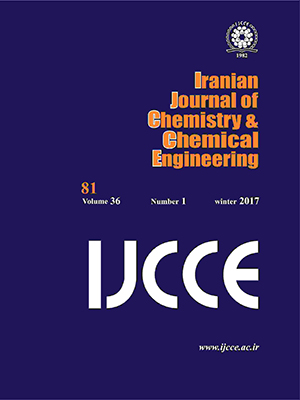 IJCCE
1982
Iranian
Journal of
Chemistry &
Chemical
Engineering
81
Volume 36 Number 1 winter 2017
IJCCE
www.ijcce.ac.ir